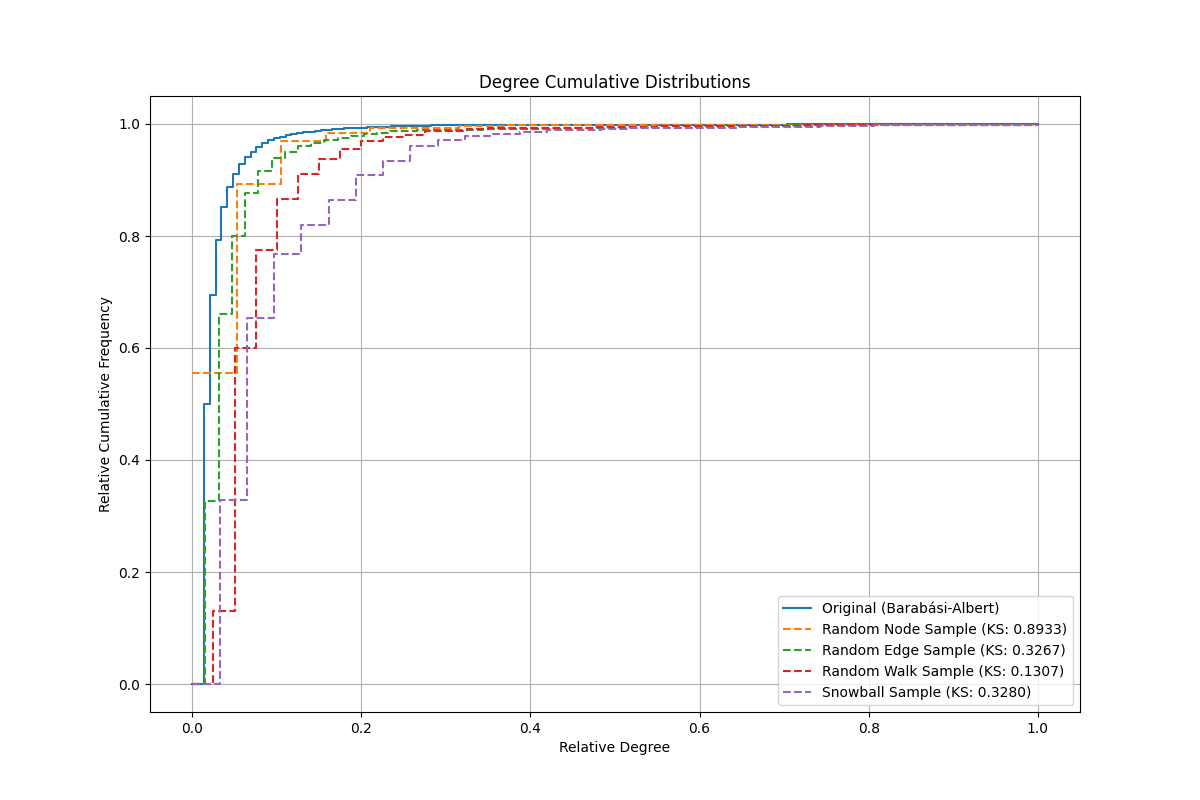 Degree Cumulative Distributions
Relative Cumulative Frequency
1.0
0.8
0.6
0.4
0.2
0.0
0.0 0.2 0.4 0.6 0.8 1.0
Relative Degree
Original (Barabási-Albert)
Random Node Sample (KS: 0.8933)
Random Edge Sample (KS: 0.3267)
Random Walk Sample (KS: 0.1307)
Snowball Sample (KS: 0.3280)